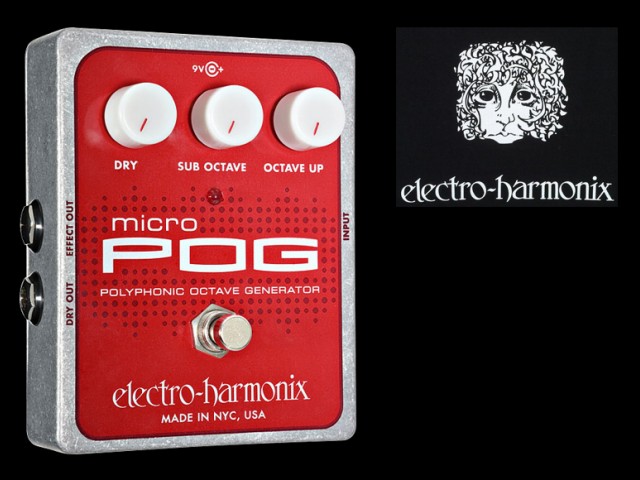 9V +
DRY SUB OCTAVE OCTAVE UP
EFFECT OUT
INPUT
micro
POG
POLYPHONIC OCTAVE GENERATOR
DRY OUT
electro-harmonix
MADE IN NYC, USA
electro-harmonix